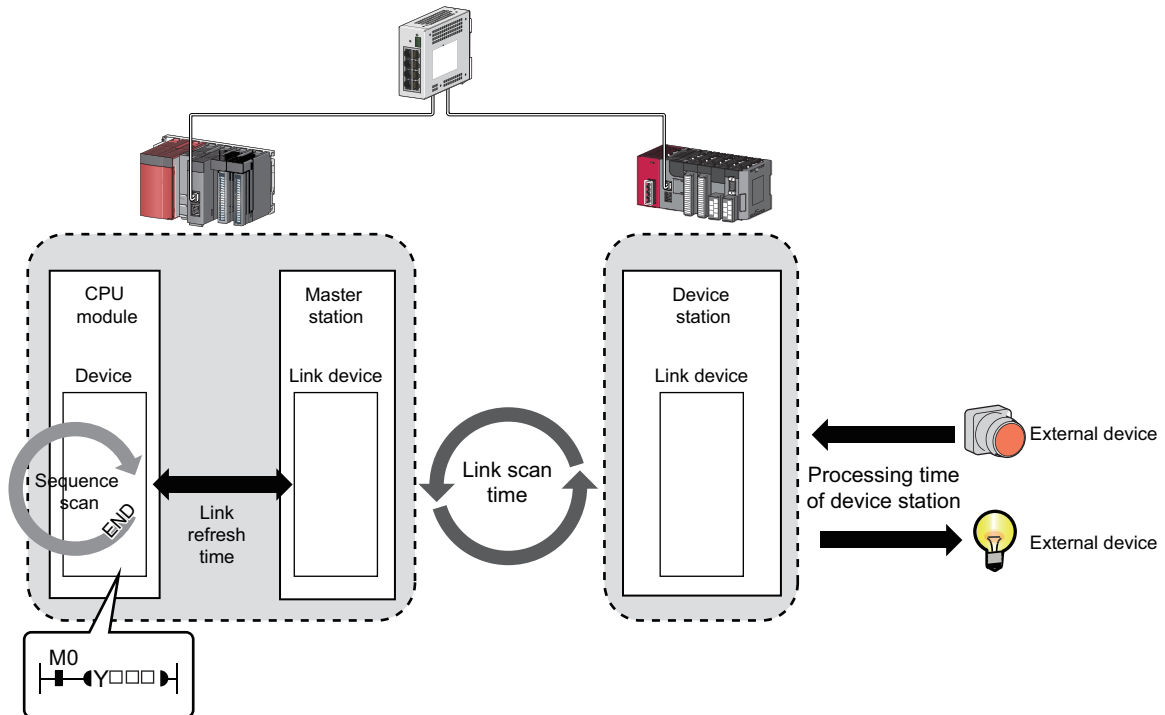 CPU
module
Master
station
Device
station
Device
Link device
Link device
Sequence
scan
END
Link
refresh
time
Link scan
time
External device
Processing time
of device station
External device
M0
Y□□□